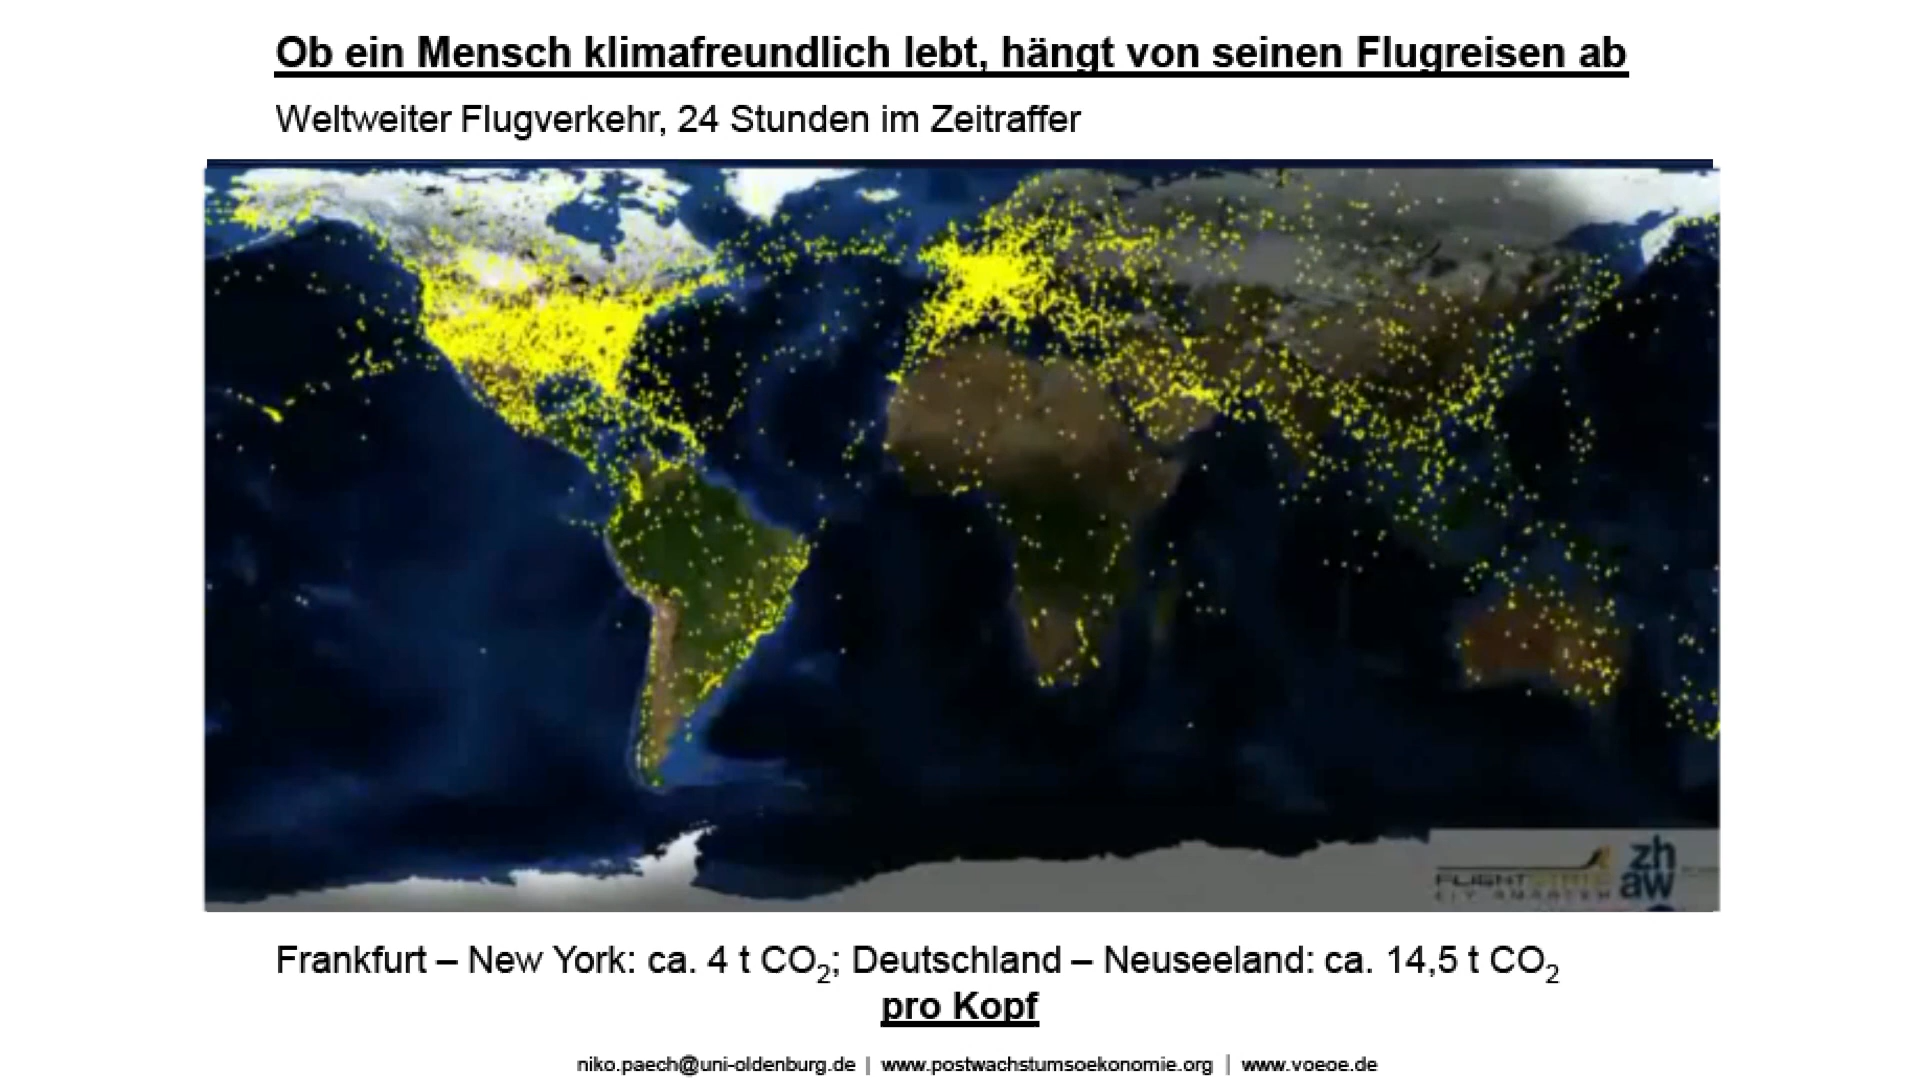 Ob ein Mensch klimafreundlich lebt, hängt von seinen Flugreisen ab
Weltweiter Flugverkehr, 24 Stunden im Zeitraffer
zh
aw
Frankfurt – New York: ca. 4 t CO₂; Deutschland – Neuseeland: ca. 14,5 t CO₂
pro Kopf
niko.paech@uni-oldenburg.de | www.postwachstumsoekonomie.org | www.voeoe.de